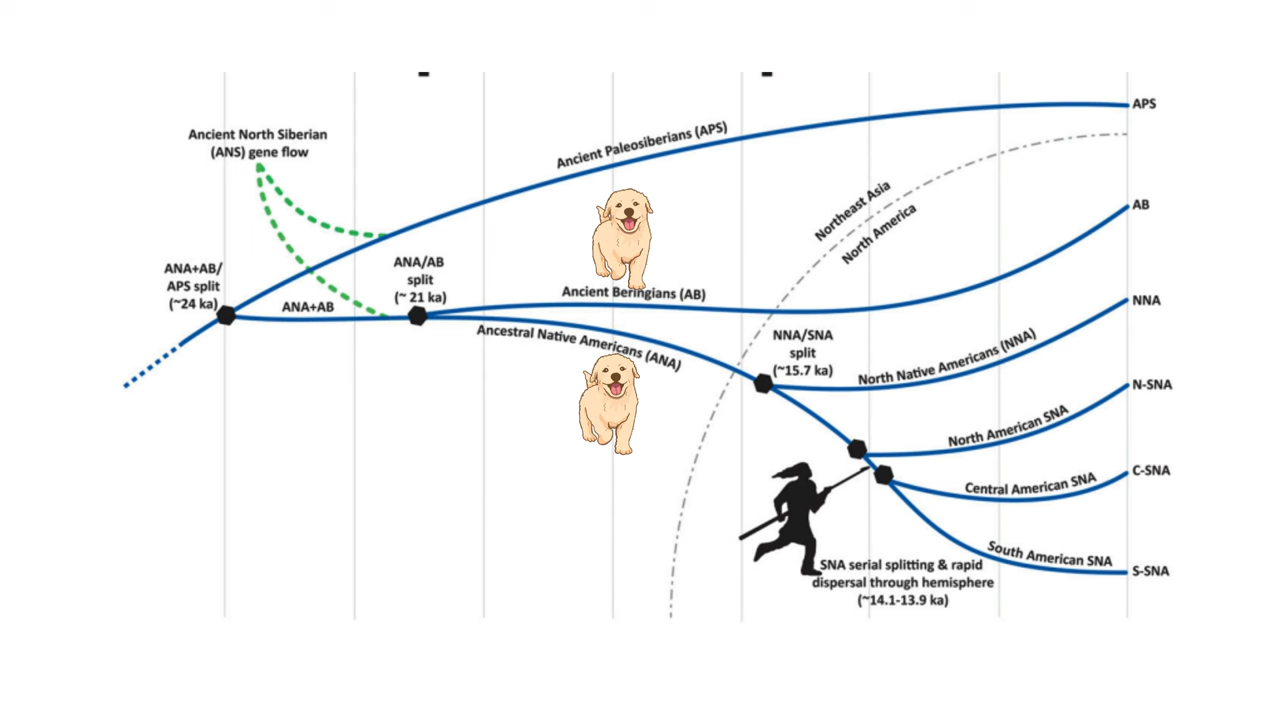 APS
Ancient North Siberian
(ANS) gene flow
Ancient Paleosiberians (APS)
Northeast Asia
North America
AB
ANA+AB/
APS split
(~24 ka)
ANA+AB
ANA/AB
split
(~ 21 ka)
Ancient Beringians (AB)
Ancestral Native Americans (ANA)
NNA
NNA/SNA
split
(~15.7 ka)
North Native Americans (NNA)
N-SNA
North American SNA
C-SNA
Central American SNA
South American SNA
S-SNA
SNA serial splitting & rapid
dispersal through hemisphere
(~14.1-13.9 ka)